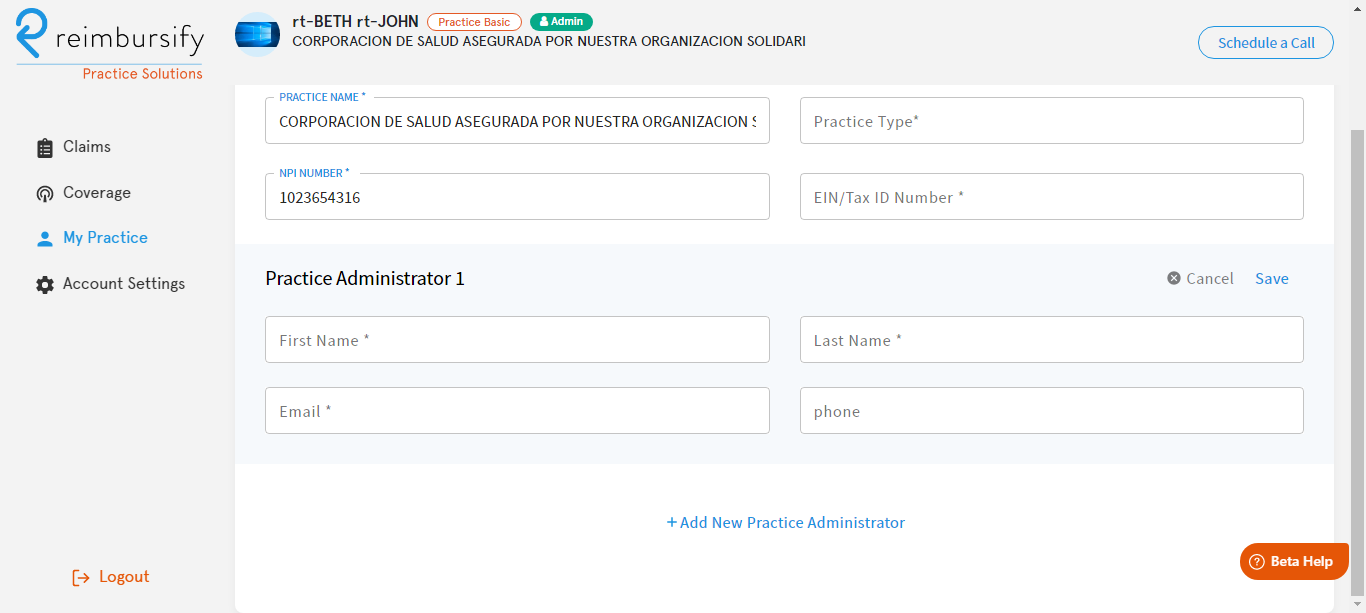 reimbursify
Practice Solutions
rt-BETH rt-JOHN Practice Basic Admin
CORPORACION DE SALUD ASEGURADA POR NUESTRA ORGANIZACION SOLIDARI
Schedule a Call
Claims
Coverage
My Practice
Account Settings
Logout
PRACTICE NAME *
CORPORACION DE SALUD ASEGURADA POR NUESTRA ORGANIZACION S
Practice Type*
NPI NUMBER *
1023654316
EIN/Tax ID Number *
Practice Administrator 1
Cancel Save
First Name *
Last Name *
Email *
phone
+ Add New Practice Administrator
? Beta Help